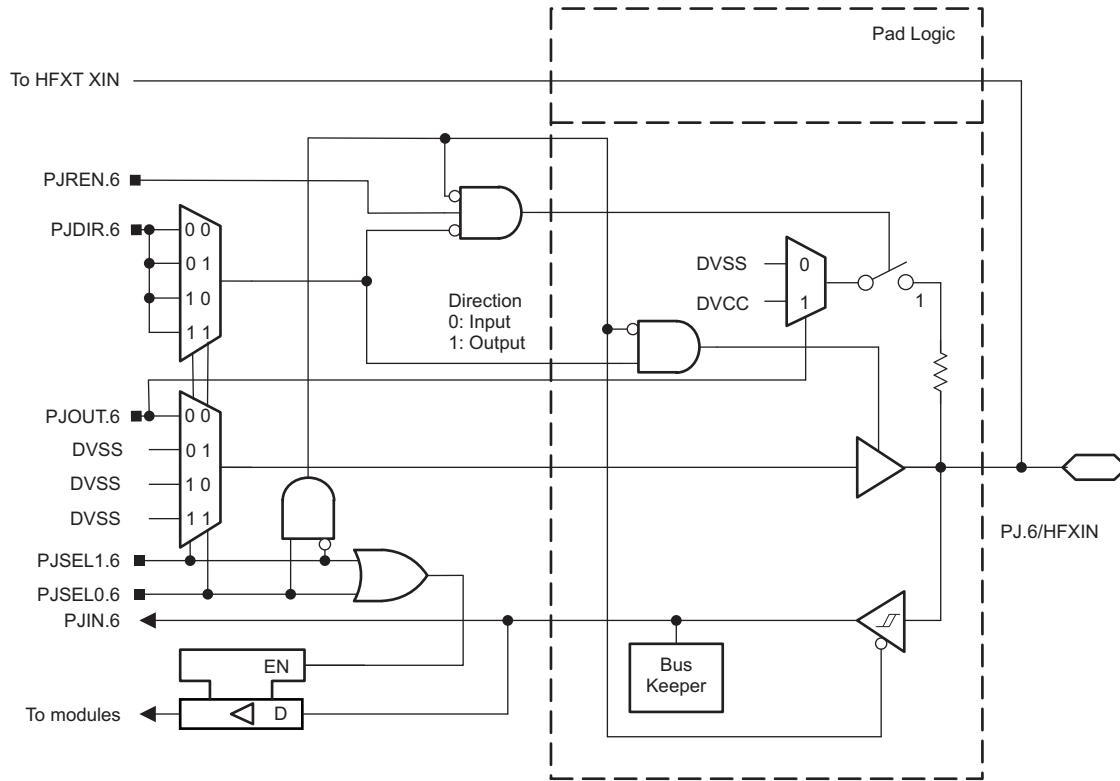 Pad Logic
To HFXT XIN
PJREN.6
PJDIR.6
0 0
0 1
1 0
1 1
Direction
0: Input
1: Output
DVSS
DVCC
0
1
1
PJOUT.6
DVSS
DVSS
DVSS
0 0
0 1
1 0
1 1
PJSEL1.6
PJSEL0.6
PJIN.6
PJ.6/HFXIN
Bus
Keeper
EN
D
To modules